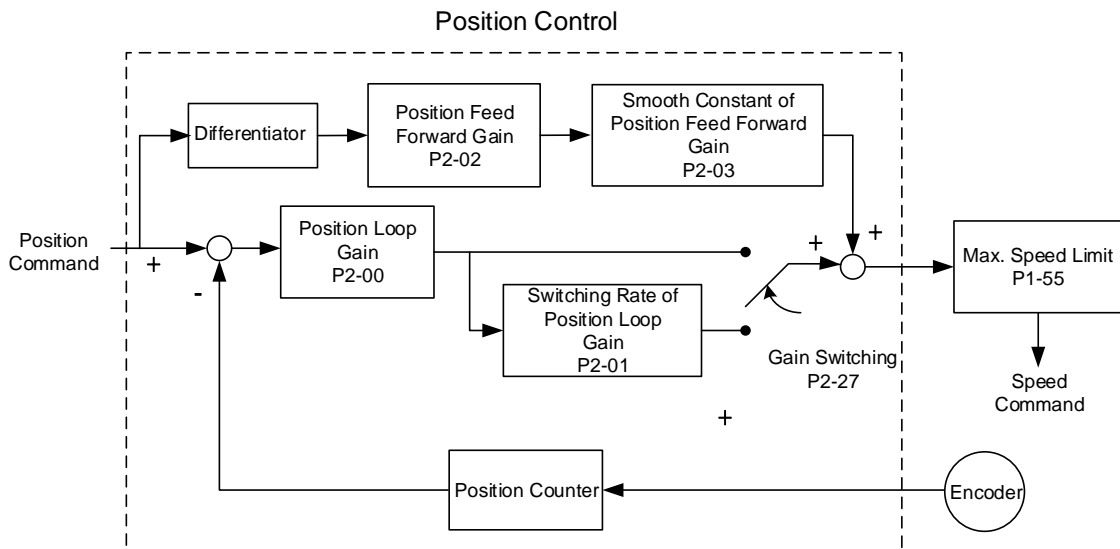 Position Control
Differentiator
Position Feed
Forward Gain
P2-02
Smooth Constant of
Position Feed Forward
Gain
P2-03
Position
Command
+
-
Position Loop
Gain
P2-00
Switching Rate of
Position Loop
Gain
P2-01
+
+
Gain Switching
P2-27
+
Max. Speed Limit
P1-55
Speed
Command
Position Counter
Encoder